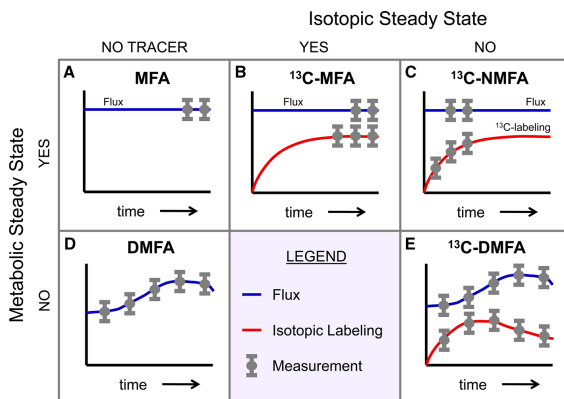 Isotopic Steady State
NO TRACER YES NO
Metabolic Steady State
YES
NO
A MFA
Flux
time
B ¹³C-MFA
Flux
time
C ¹³C-NMFA
Flux
¹³C-labeling
time
D DMFA
time
LEGEND
Flux
Isotopic Labeling
Measurement
E ¹³C-DMFA
time